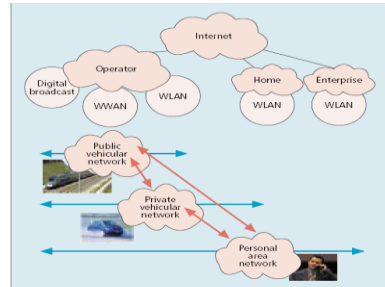 Internet
Operator
Home
Enterprise
Digital
broadcast
WWAN
WLAN
WLAN
WLAN
Public
vehicular
network
Private
vehicular
network
Personal
area network